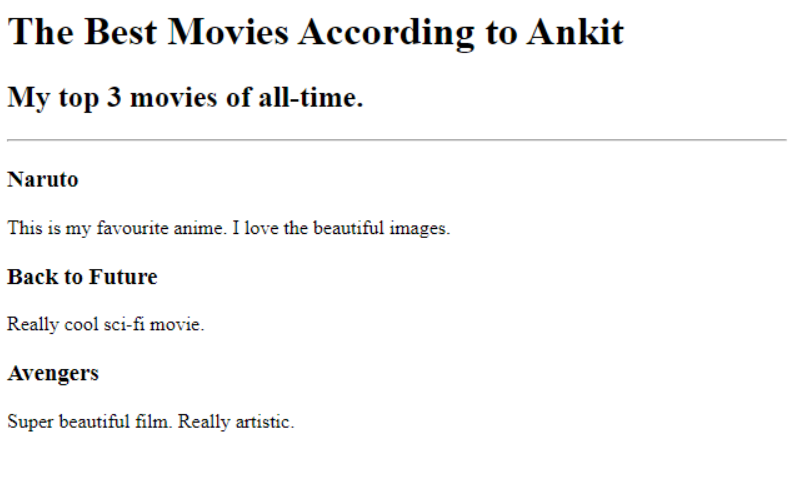 The Best Movies According to Ankit
My top 3 movies of all-time.
Naruto
This is my favourite anime. I love the beautiful images.
Back to Future
Really cool sci-fi movie.
Avengers
Super beautiful film. Really artistic.